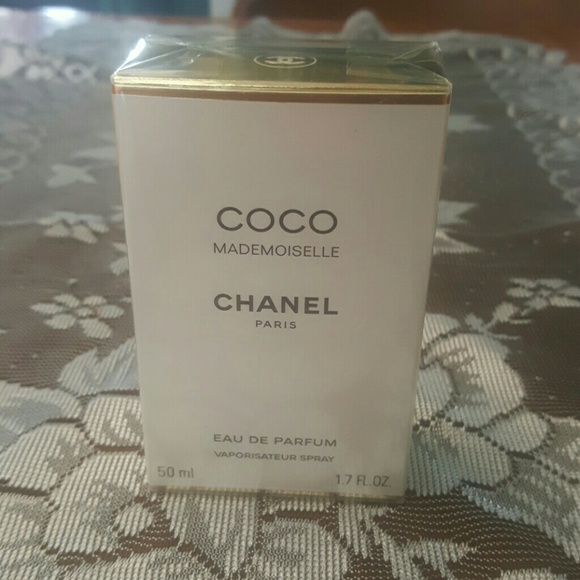 COCO
MADEMOISELLE
CHANEL
PARIS
EAU DE PARFUM
VAPORISATEUR SPRAY
50 ml 1.7 FL.OZ.